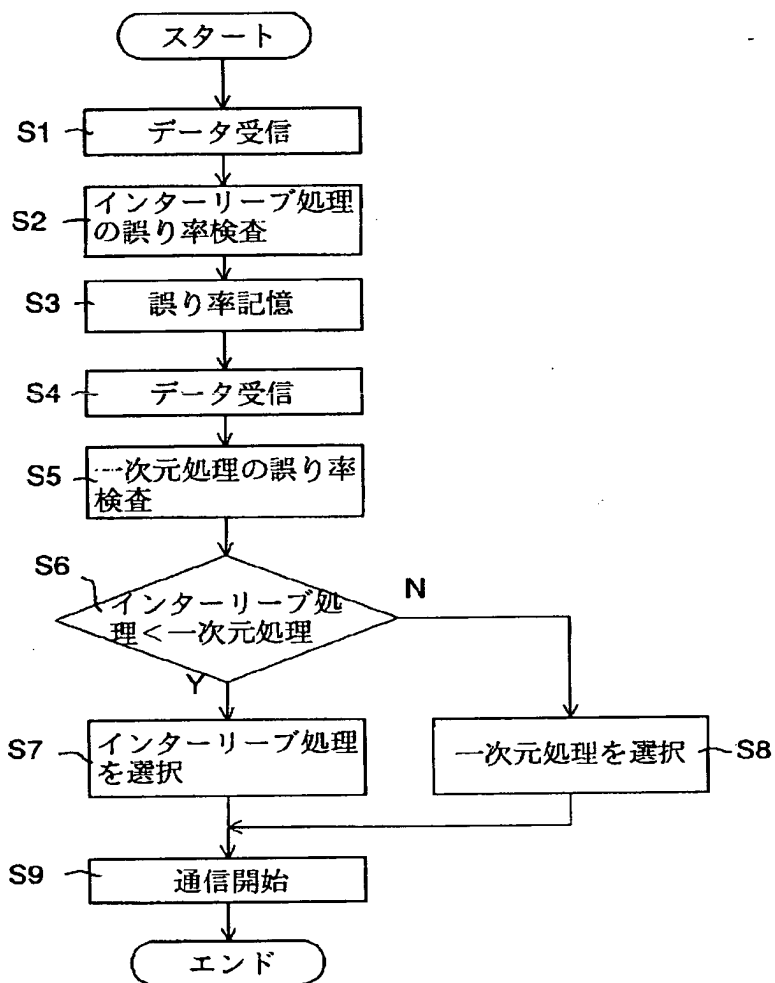 スタート
S1
データ受信
S2
インターリーブ処理
の誤り率検査
S3
誤り率記憶
S4
データ受信
S5
一次元処理の誤り率
検査
S6
インターリーブ処
理<一次元処理
N
Y
S7
インターリーブ処理
を選択
一次元処理を選択
S8
S9
通信開始
エンド